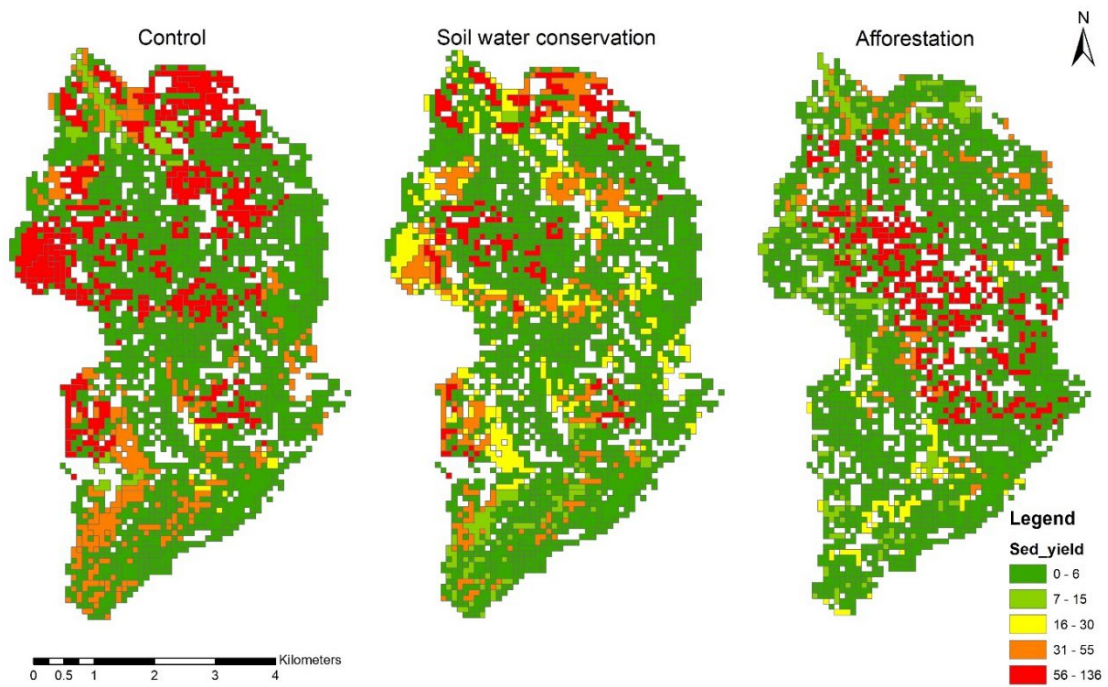 N
Control
Soil water conservation
Afforestation
Legend
Sed_yield
0 - 6
7 - 15
16 - 30
31 - 55
56 - 136
Kilometers
0 0.5 1 2 3 4